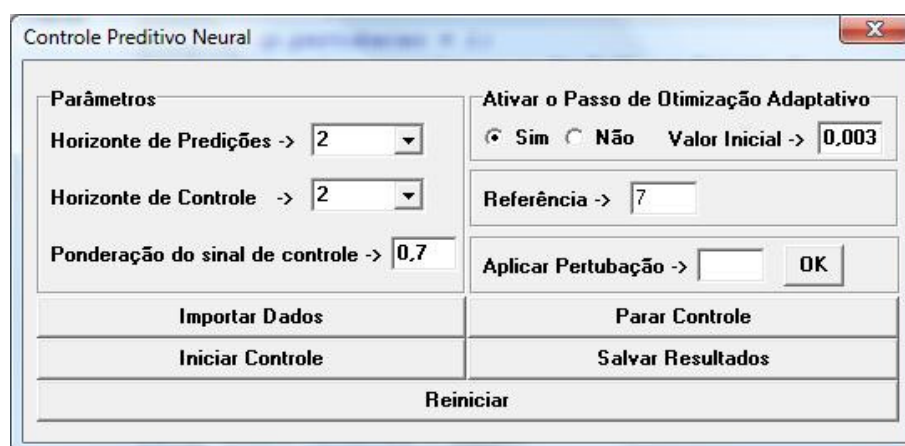 Controle Preditivo Neural
Parâmetros
Horizonte de Predições -> 2
Horizonte de Controle -> 2
Ponderação do sinal de controle -> 0,7
Ativar o Passo de Otimização Adaptativo
Sim Não Valor Inicial -> 0,003
Referência -> 7
Aplicar Pertubação -> OK
Importar Dados
Parar Controle
Iniciar Controle
Salvar Resultados
Reiniciar